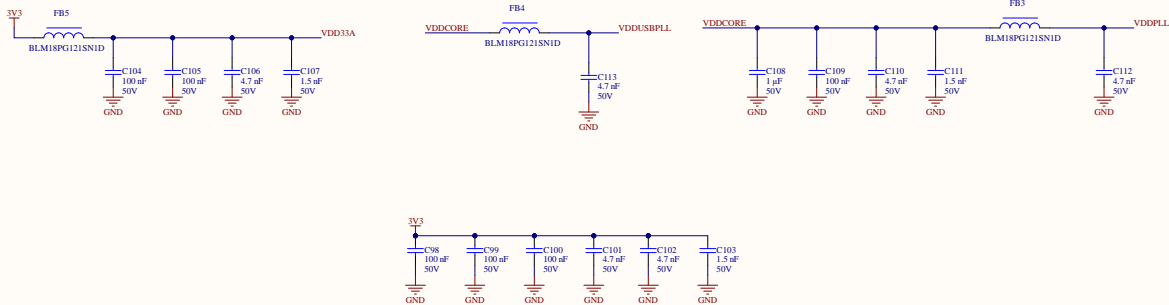 3V3
FB5
BLM18PG121SN1D
VDD33A
C104
100 nF
50V
GND
C105
100 nF
50V
GND
C106
4.7 nF
50V
GND
C107
1.5 nF
50V
GND
FB4
VDDCORE
BLM18PG121SN1D
VDDUSBPLL
C113
4.7 nF
50V
GND
FB3
VDDCORE
BLM18PG121SN1D
VDDPLL
C108
1 µF
50V
GND
C109
100 nF
50V
GND
C110
4.7 nF
50V
GND
C111
1.5 nF
50V
GND
C112
4.7 nF
50V
GND
3V3
C98
100 nF
50V
GND
C99
100 nF
50V
GND
C100
100 nF
50V
GND
C101
4.7 nF
50V
GND
C102
4.7 nF
50V
GND
C103
1.5 nF
50V
GND